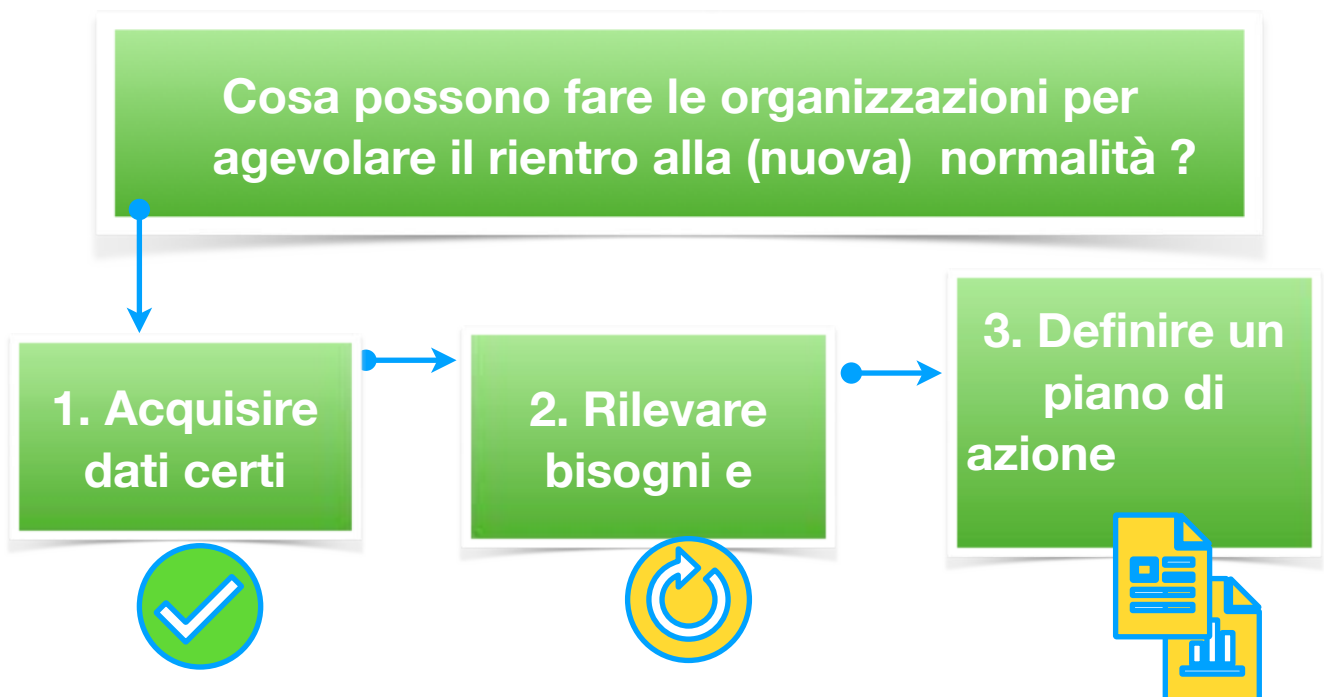 Cosa possono fare le organizzazioni per
agevolare il rientro alla (nuova) normalità ?
1. Acquisire
dati certi
2. Rilevare
bisogni e
3. Definire un
piano di
azione